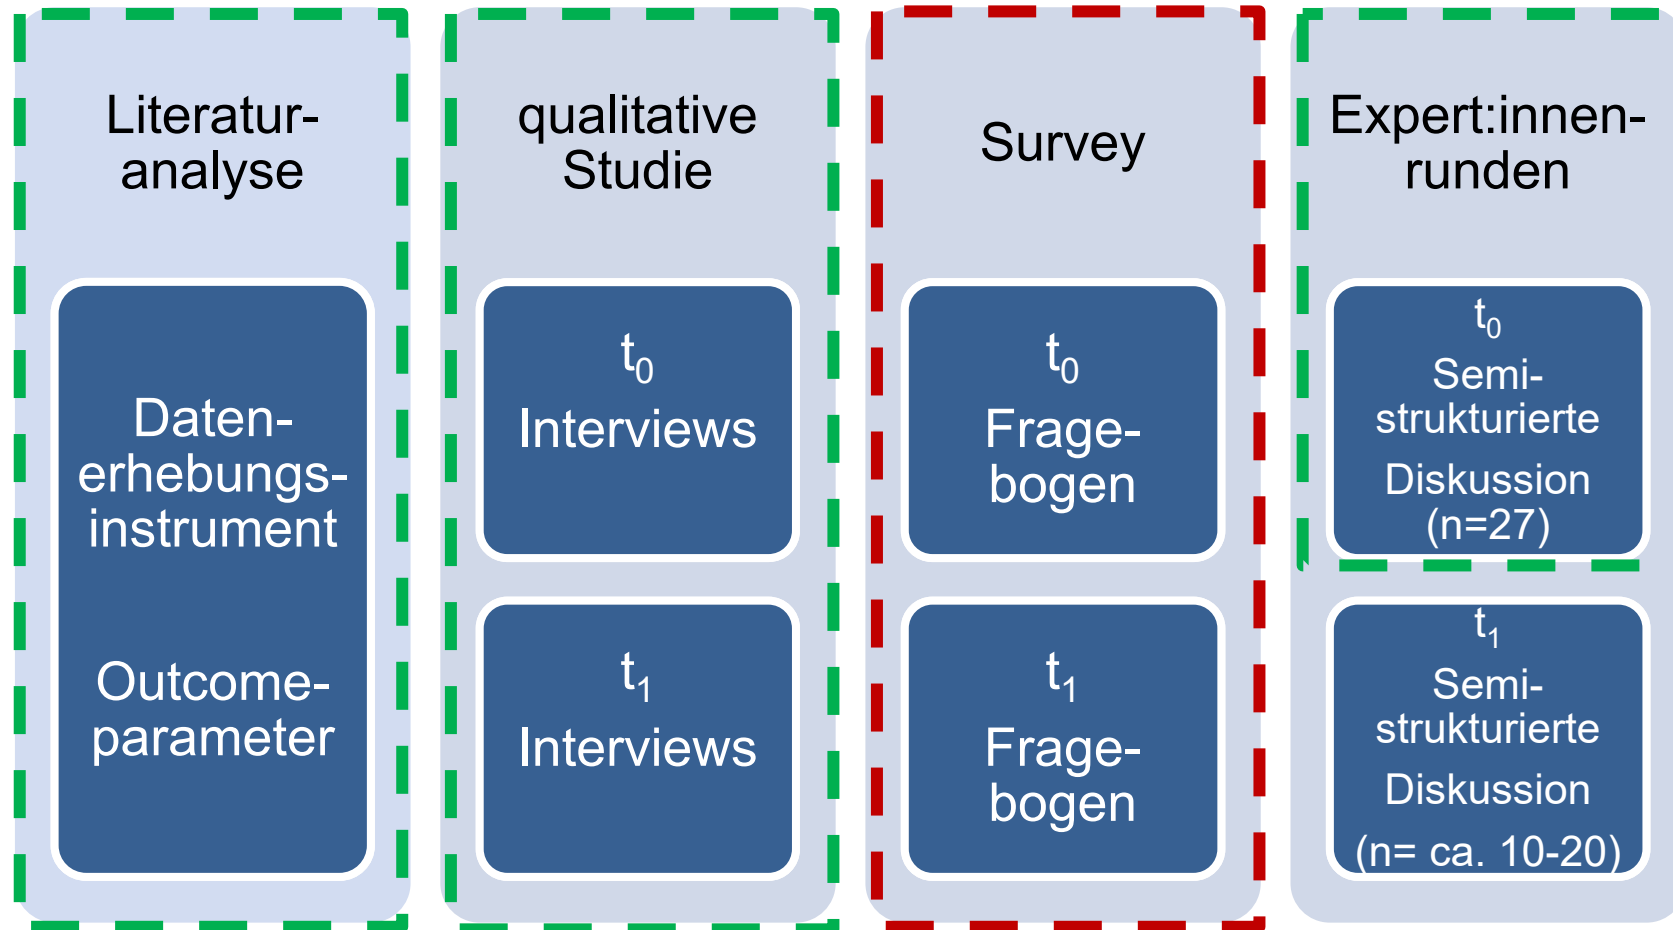 Literatur-
analyse
Daten-
erhebungs-
instrument
Outcome-
parameter
qualitative
Studie
t₀
Interviews
t₁
Interviews
Survey
t₀
Frage-
bogen
t₁
Frage-
bogen
Expert:innen-
runden
t₀
Semi-
strukturierte
Diskussion
(n=27)
t₁
Semi-
strukturierte
Diskussion
(n= ca. 10-20)